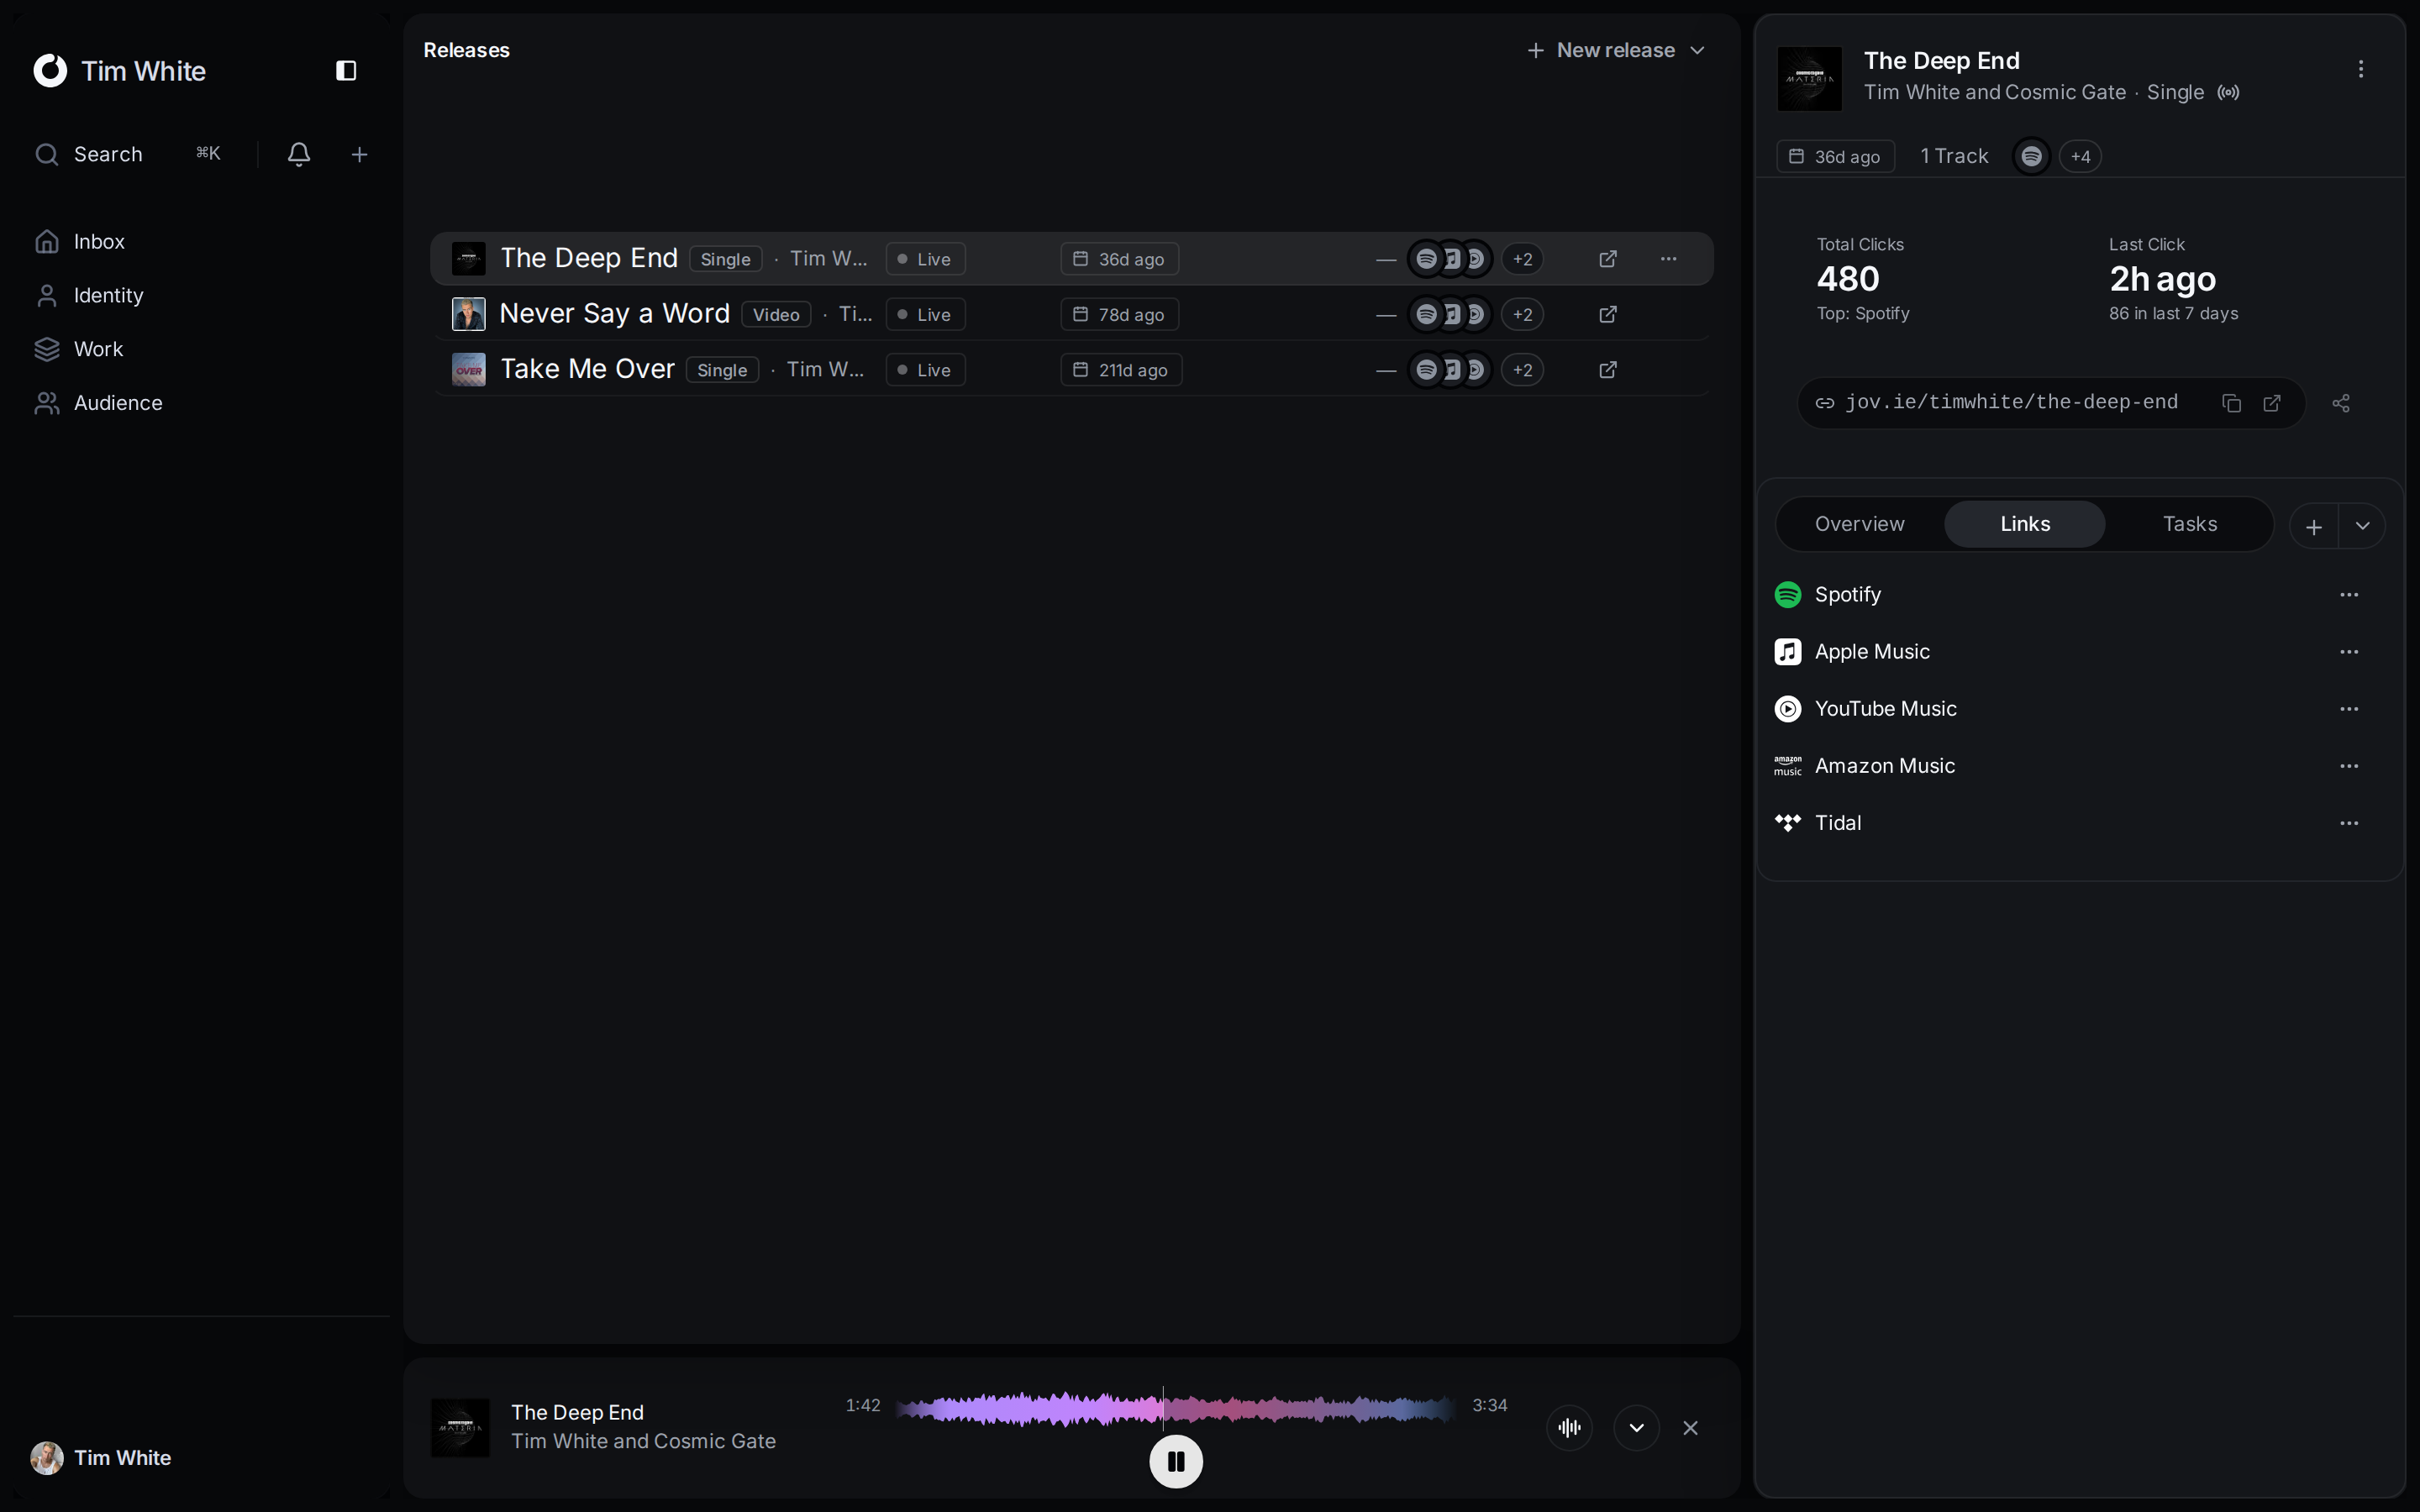 Tim White
Search ⌘K
Inbox
Identity
Work
Audience
Tim White
Releases
New release
The Deep End Single · Tim W... Live 36d ago — +2
Never Say a Word Video · Ti... Live 78d ago — +2
OVER
Take Me Over Single · Tim W... Live 211d ago — +2
MATERIA
The Deep End
Tim White and Cosmic Gate
1:42
3:34
MATERIA
The Deep End
Tim White and Cosmic Gate · Single
36d ago 1 Track +4
Total Clicks
480
Top: Spotify
Last Click
2h ago
86 in last 7 days
jov.ie/timwhite/the-deep-end
Overview Links Tasks
Spotify
Apple Music
YouTube Music
amazon
music
Amazon Music
Tidal